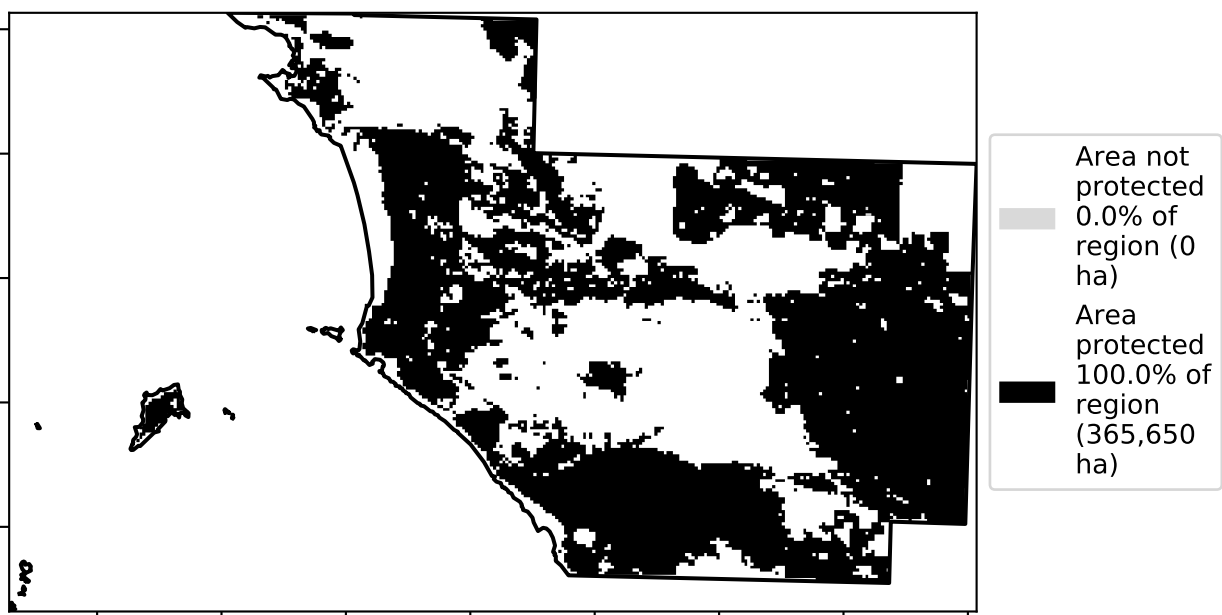 Area not
protected
0.0% of
region (0
ha)
Area
protected
100.0% of
region
(365,650
ha)